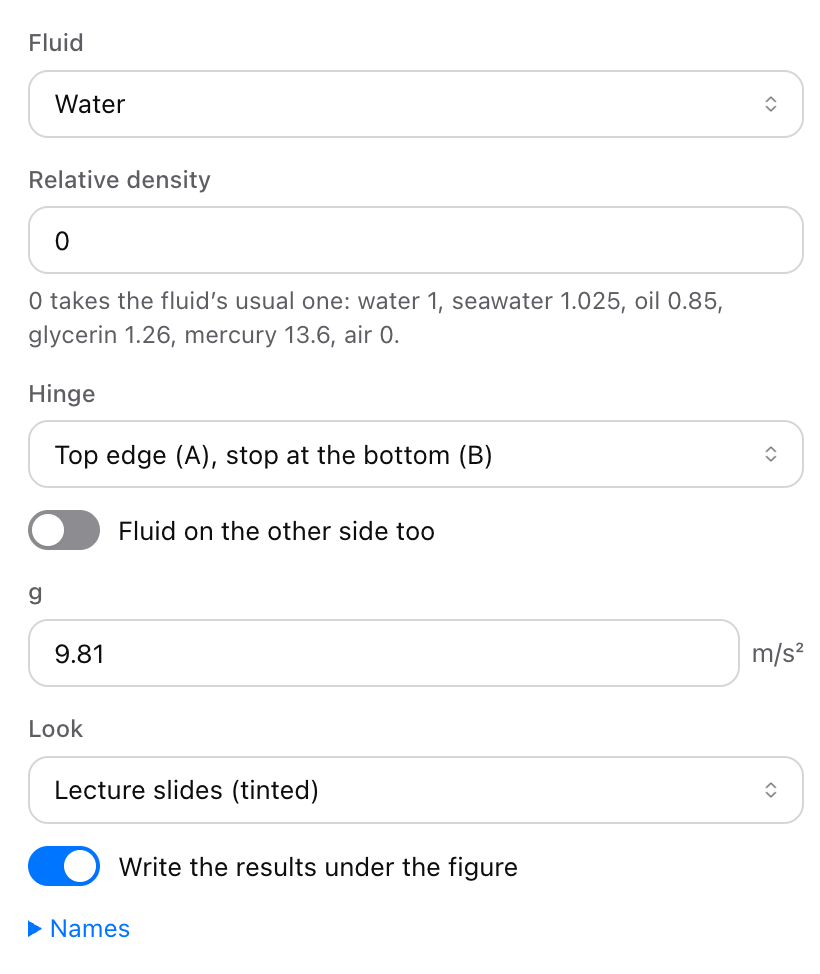 Fluid
Water
Relative density
0
0 takes the fluid’s usual one: water 1, seawater 1.025, oil 0.85,
glycerin 1.26, mercury 13.6, air 0.
Hinge
Top edge (A), stop at the bottom (B)
Fluid on the other side too
g
9.81 m/s²
Look
Lecture slides (tinted)
Write the results under the figure
Names